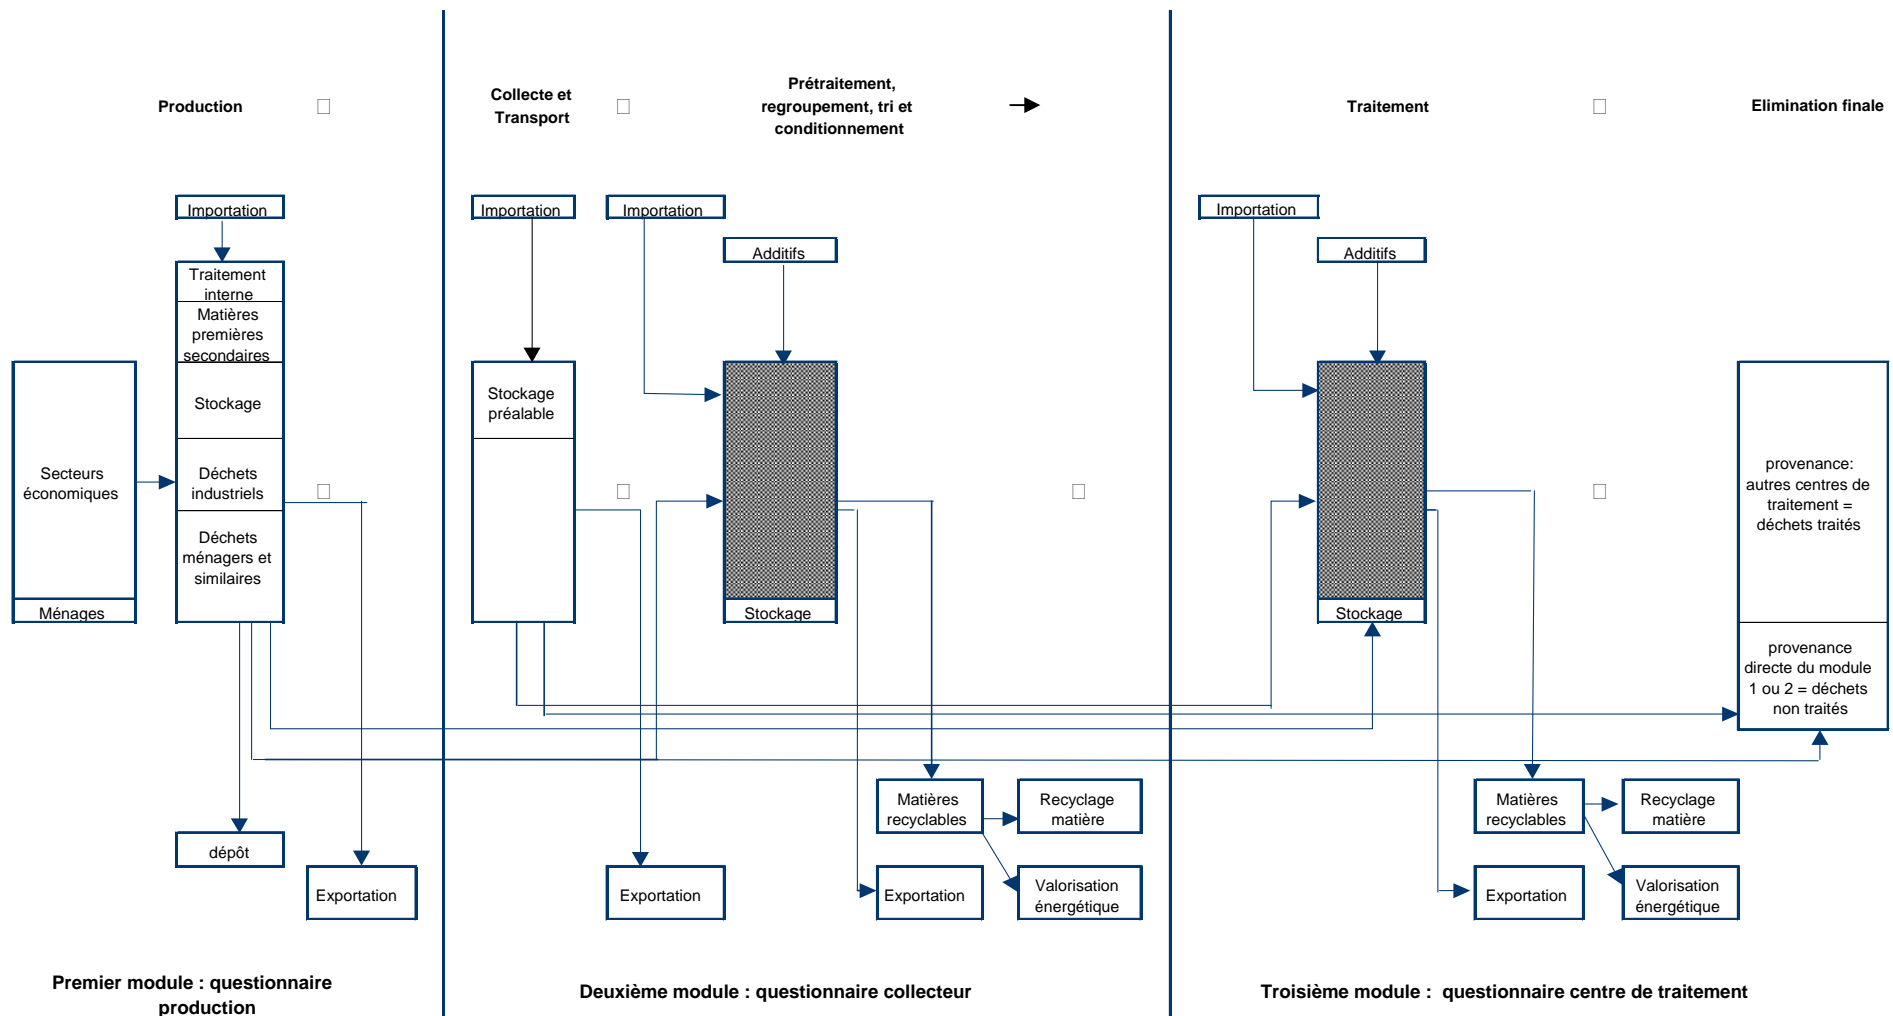 Production
Collecte et
Transport
Prétraitement,
regroupement, tri et
conditionnement
Traitement
Elimination finale
Importation
Importation
Importation
Importation
Additifs
Additifs
Traitement
interne
Matières
premières
secondaires
Stockage
Déchets
industriels
Déchets
ménagers et
similaires
Secteurs
économiques
Ménages
Stockage
préalable
Stockage
Stockage
provenance:
autres centres de
traitement =
déchets traités
provenance
directe du module
1 ou 2 = déchets
non traités
dépôt
Exportation
Exportation
Matières
recyclables
Recyclage
matière
Exportation
Valorisation
énergétique
Matières
recyclables
Recyclage
matière
Exportation
Valorisation
énergétique
Premier module : questionnaire
production
Deuxième module : questionnaire collecteur
Troisième module :  questionnaire centre de traitement